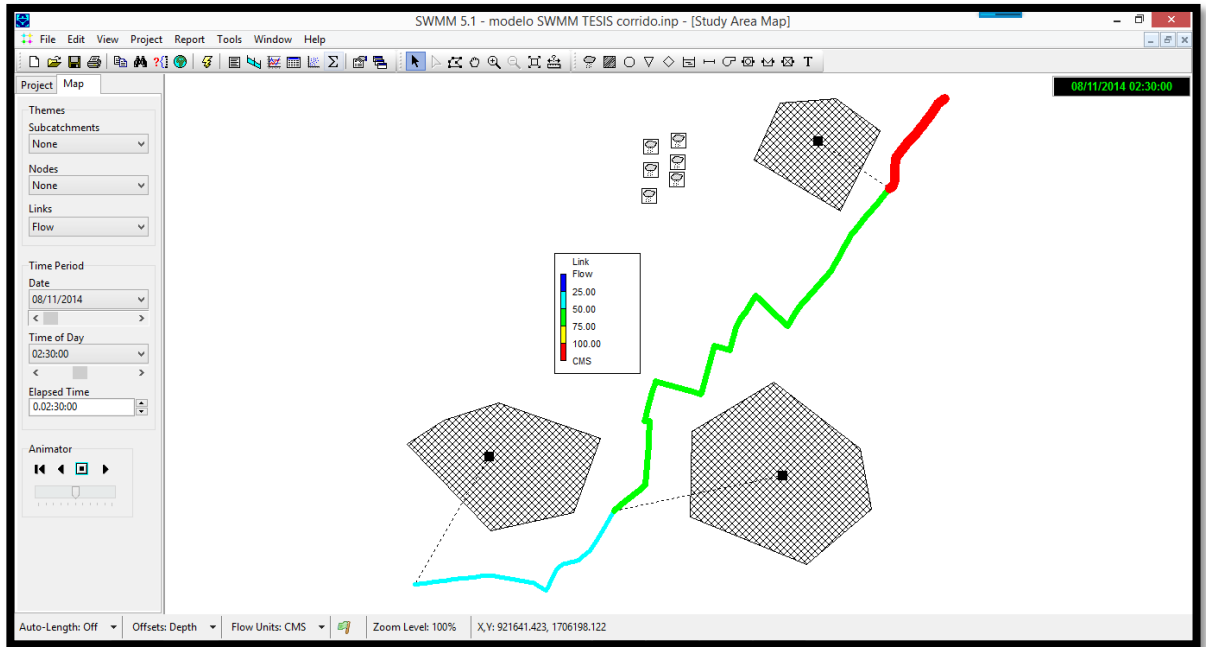 SWMM 5.1 - modelo SWMM TESIS corrido.inp - [Study Area Map]
File Edit View Project Report Tools Window Help
Project Map
08/11/2014 02:30:00
Themes
Subcatchments
None
Nodes
None
Links
Flow
Time Period
Date
08/11/2014
Time of Day
02:30:00
Elapsed Time
0.02:30:00
Animator
Link
Flow
25.00
50.00
75.00
100.00
CMS
Auto-Length: Off Offsets: Depth Flow Units: CMS Zoom Level: 100% X,Y: 921641.423, 1706198.122